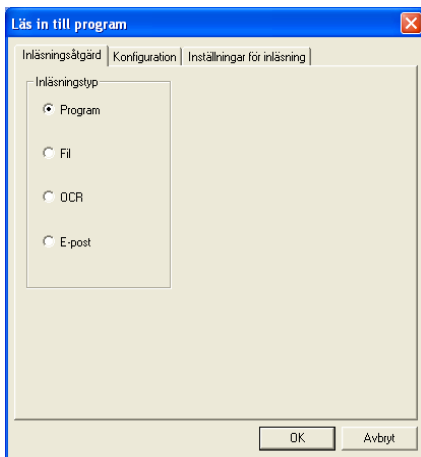 Läs in till program
Inläsningsåtgärd Konfiguration Inställningar för inläsning
Inläsningstyp
Program
Fil
OCR
E-post
OK Avbryt